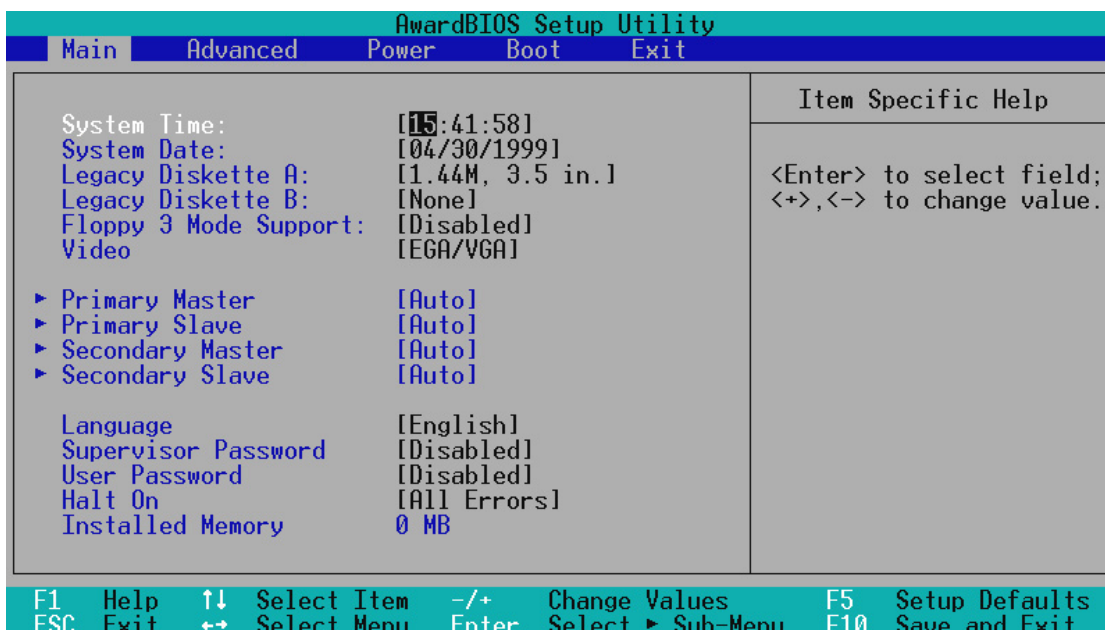 AwardBIOS Setup Utility
Main Advanced Power Boot Exit
Item Specific Help
System Time: [15:41:58]
System Date: [04/30/1999]
Legacy Diskette A: [1.44M, 3.5 in.]
<Enter> to select field;
Legacy Diskette B: [None]
<+>,<-> to change value.
Floppy 3 Mode Support: [Disabled]
Video [EGA/VGA]
▶ Primary Master [Auto]
▶ Primary Slave [Auto]
▶ Secondary Master [Auto]
▶ Secondary Slave [Auto]
Language [English]
Supervisor Password [Disabled]
User Password [Disabled]
Halt On [All Errors]
Installed Memory 0 MB
F1 Help ↑↓ Select Item -/+ Change Values F5 Setup Defaults
ESC Exit ←→ Select Menu Enter Select ▶ Sub-Menu F10 Save and Exit